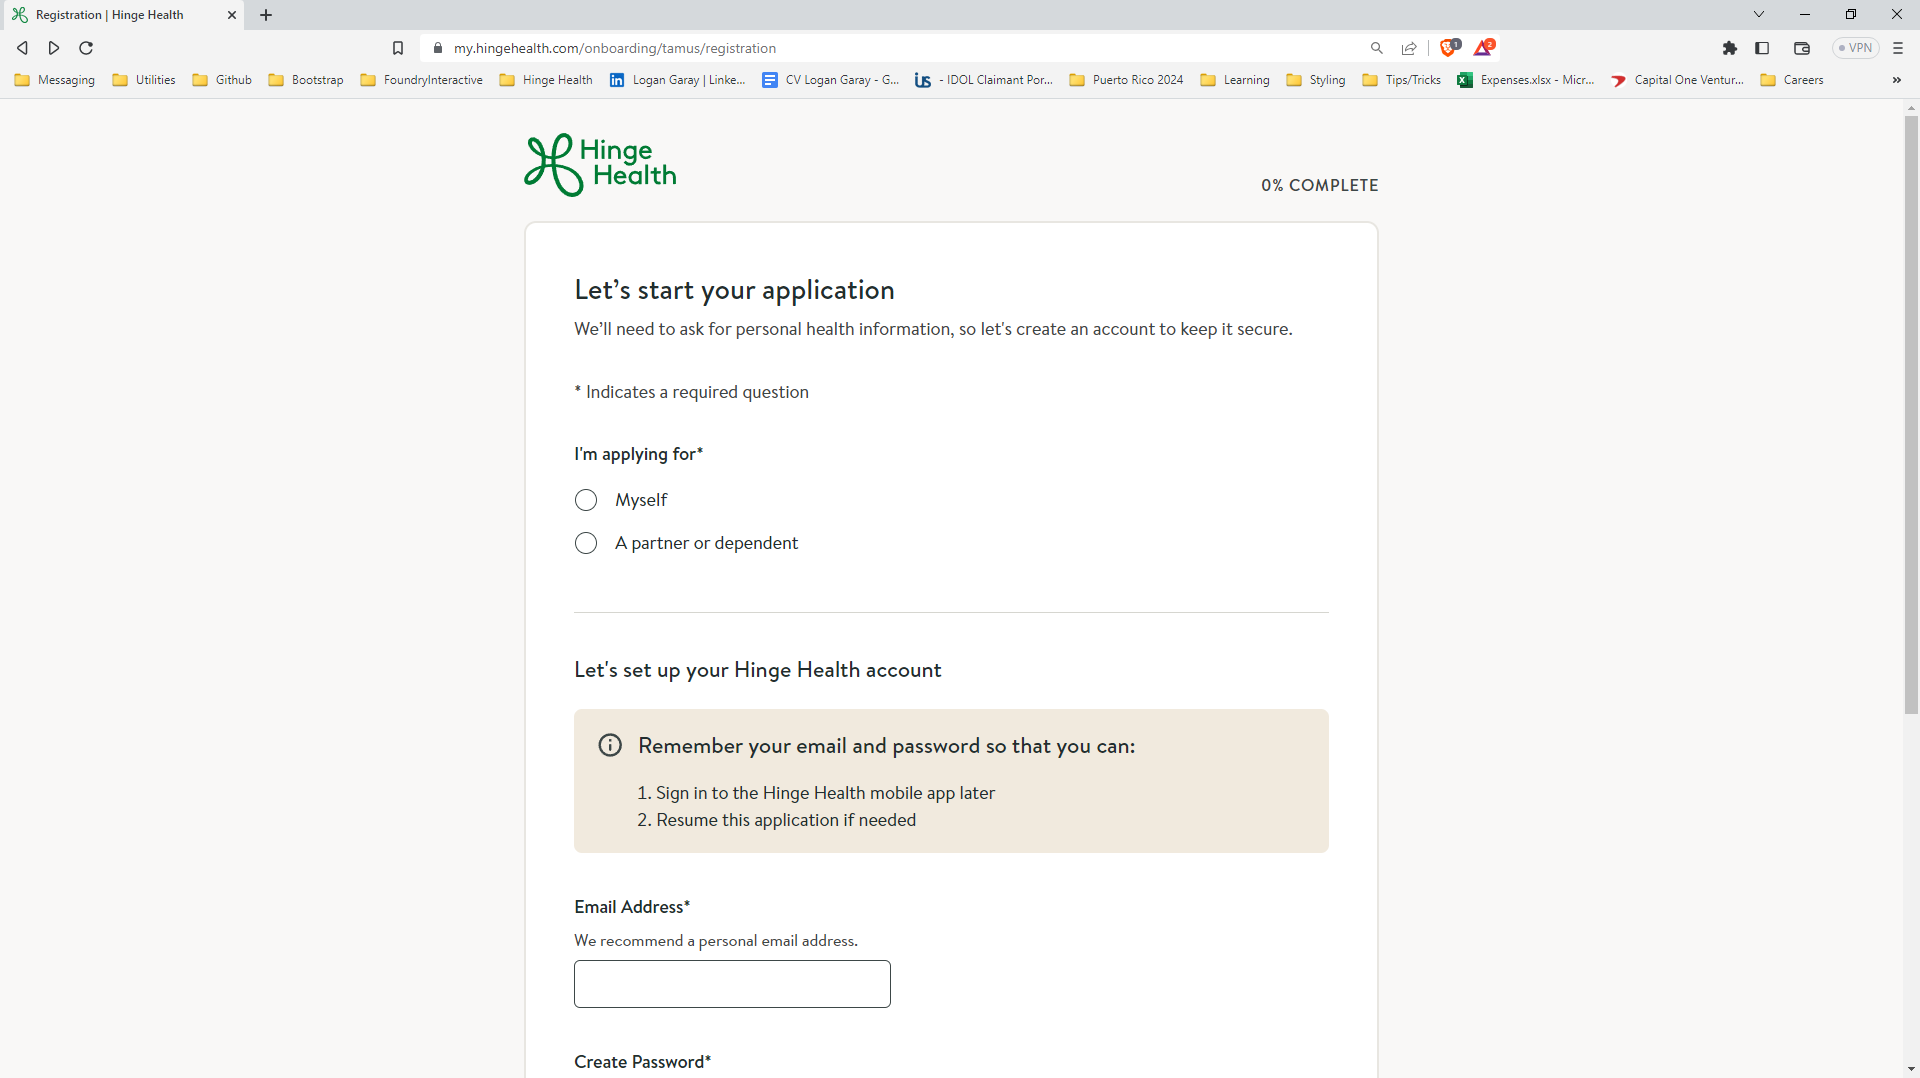 Registration | Hinge Health
my.hingehealth.com/onboarding/tamus/registration
1
2
VPN
Messaging
Utilities
Github
Bootstrap
FoundryInteractive
Hinge Health
Logan Garay | Linke...
CV Logan Garay - G...
- IDOL Claimant Por...
Puerto Rico 2024
Learning
Styling
Tips/Tricks
Expenses.xlsx - Micr...
Capital One Ventur...
Careers
»
Hinge
Health
0% COMPLETE
Let’s start your application
We’ll need to ask for personal health information, so let's create an account to keep it secure.
* Indicates a required question
I'm applying for*
Myself
A partner or dependent
Let's set up your Hinge Health account
Remember your email and password so that you can:
1. Sign in to the Hinge Health mobile app later
2. Resume this application if needed
Email Address*
We recommend a personal email address.
Create Password*